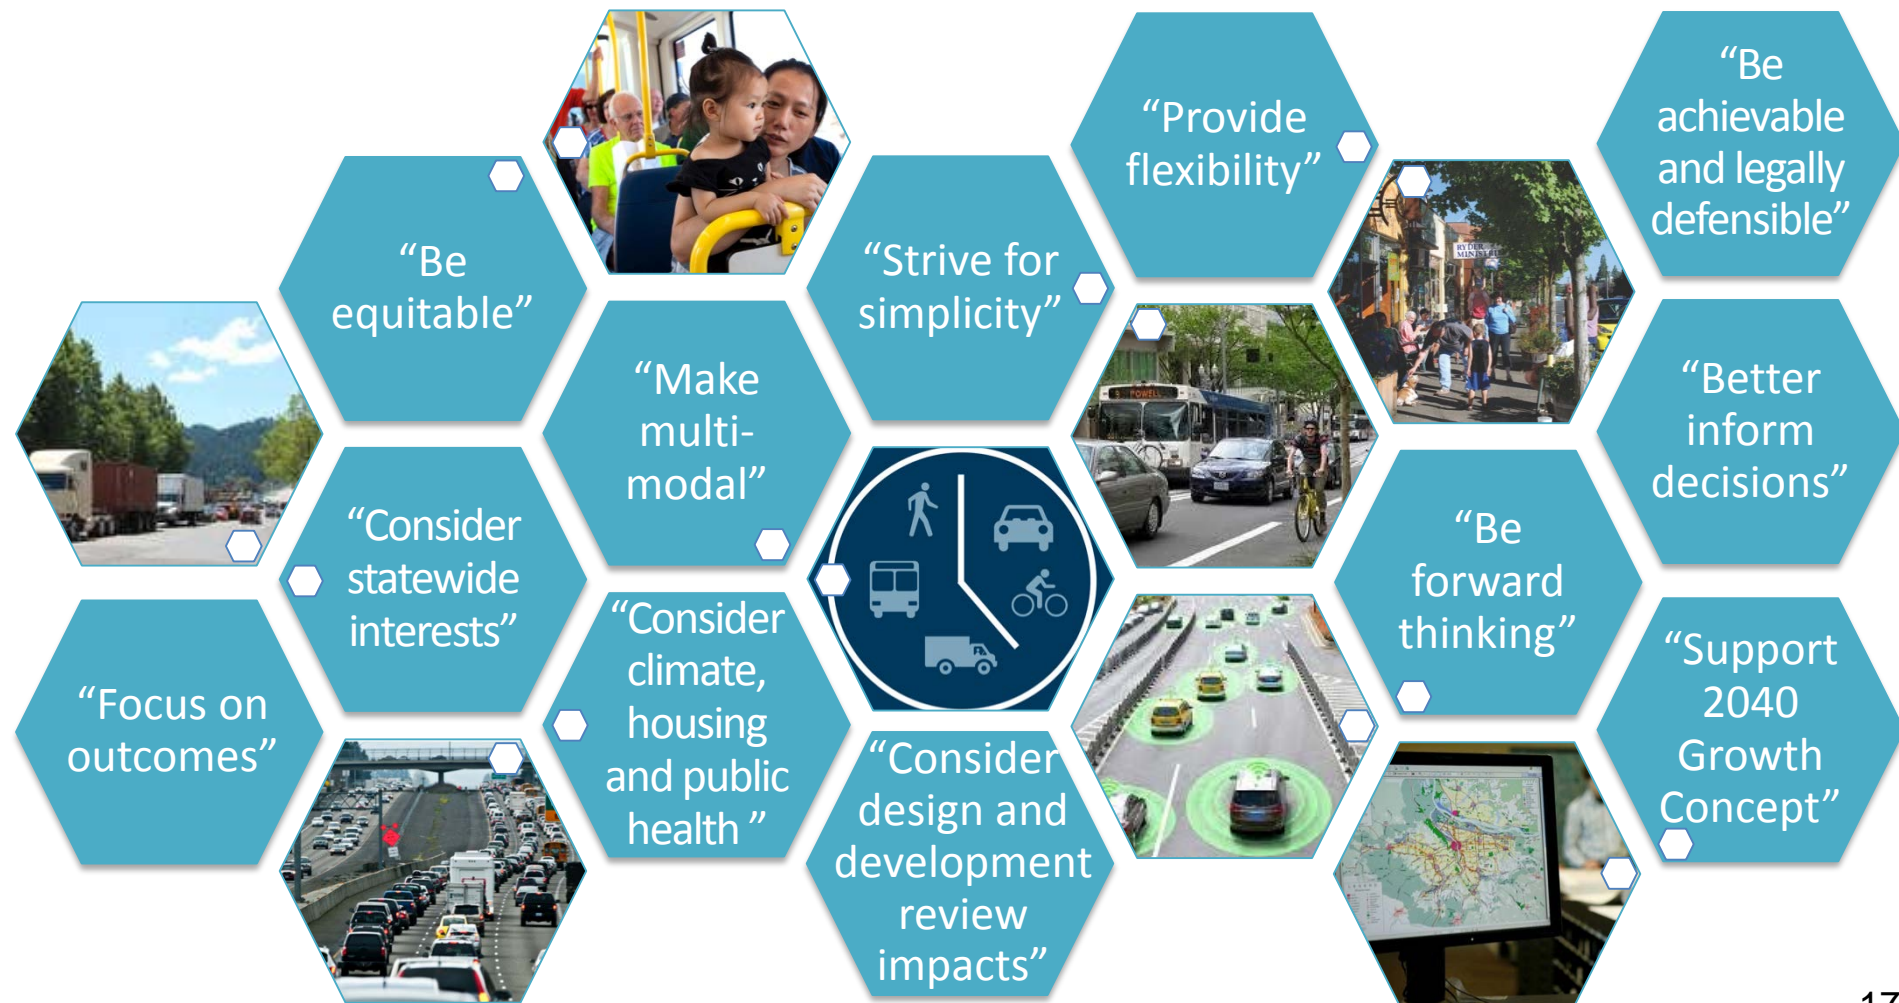 “Be
equitable”
“Strive for
simplicity”
“Provide
flexibility”
“Be
achievable
and legally
defensible”
RYDER
“Make
multi-
modal”
POWELL
“Better
inform
decisions”
“Consider
statewide
interests”
“Be
forward
thinking”
“Focus on
outcomes”
“Consider
climate,
housing
and public
health ”
“Consider
design and
development
review
impacts”
“Support
2040
Growth
Concept”
17